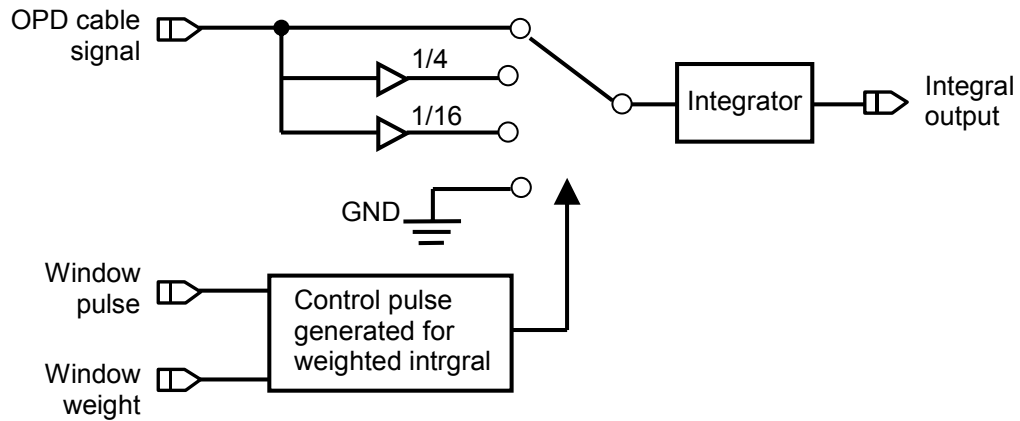 OPD cable
signal
1/4
1/16
Integrator
Integral
output
GND
Window
pulse
Control pulse
generated for
weighted intrgral
Window
weight